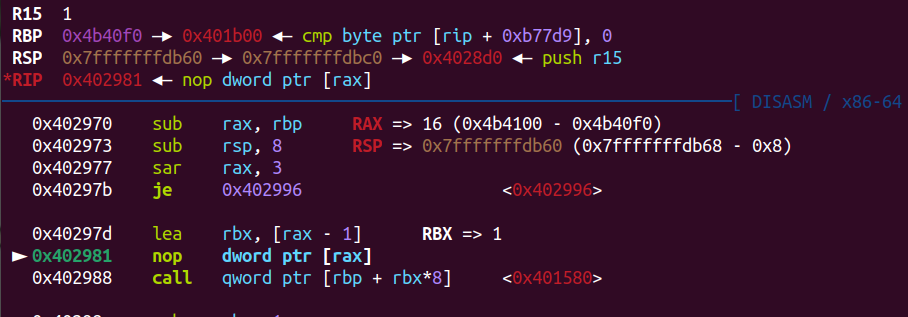 R15  1
RBP  0x4b40f0 —▸ 0x401b00 ◂— cmp byte ptr [rip + 0xb77d9], 0
RSP  0x7fffffffdb60 —▸ 0x7fffffffdbc0 —▸ 0x4028d0 ◂— push r15
*RIP  0x402981 ◂— nop dword ptr [rax]
[ DISASM / x86-64
0x402970    sub    rax, rbp    RAX => 16 (0x4b4100 - 0x4b40f0)
0x402973    sub    rsp, 8    RSP => 0x7fffffffdb60 (0x7fffffffdb68 - 0x8)
0x402977    sar    rax, 3
0x40297b    je    0x402996    <0x402996>
0x40297d    lea    rbx, [rax - 1]    RBX => 1
► 0x402981    nop    dword ptr [rax]
0x402988    call    qword ptr [rbp + rbx*8]    <0x401580>